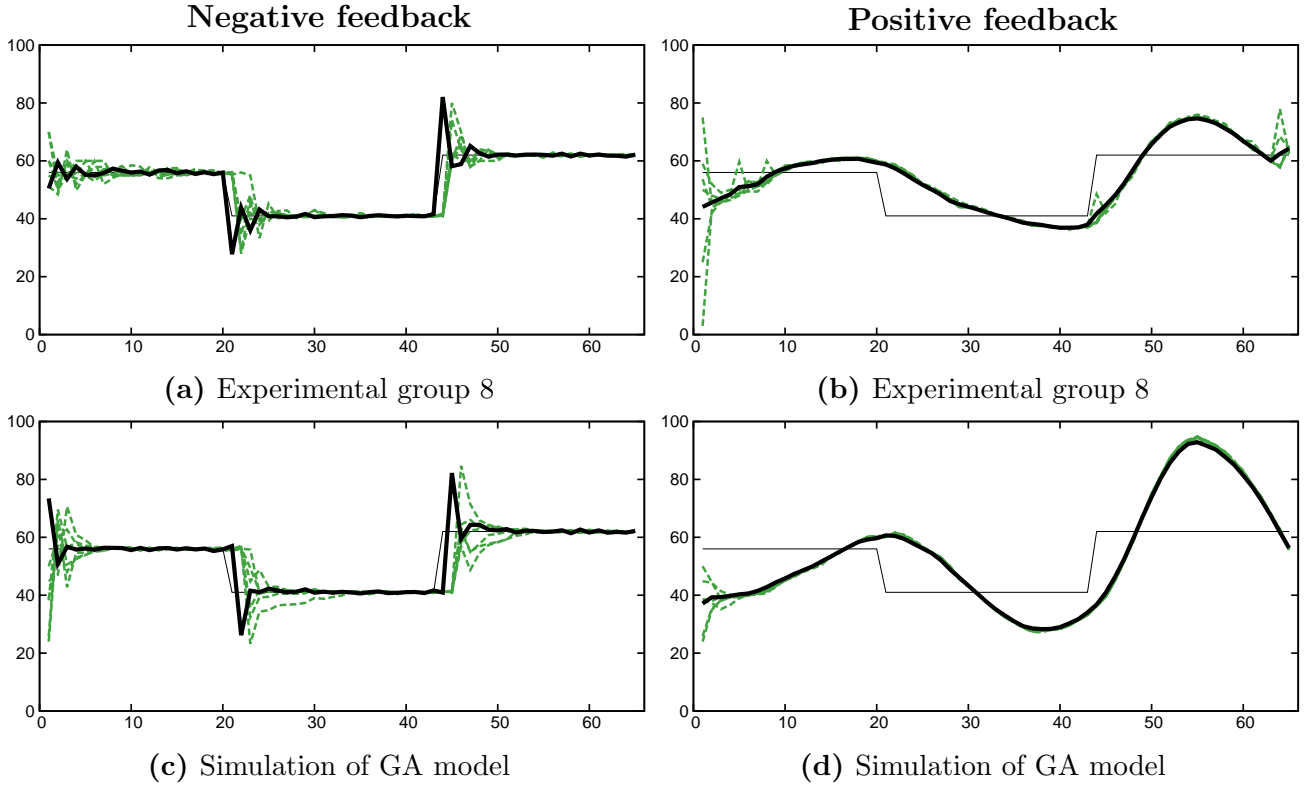 Negative feedback
Positive feedback
100
80
60
40
20
0
0 10 20 30 40 50 60
(a) Experimental group 8
100
80
60
40
20
0
0 10 20 30 40 50 60
(b) Experimental group 8
100
80
60
40
20
0
0 10 20 30 40 50 60
(c) Simulation of GA model
100
80
60
40
20
0
0 10 20 30 40 50 60
(d) Simulation of GA model